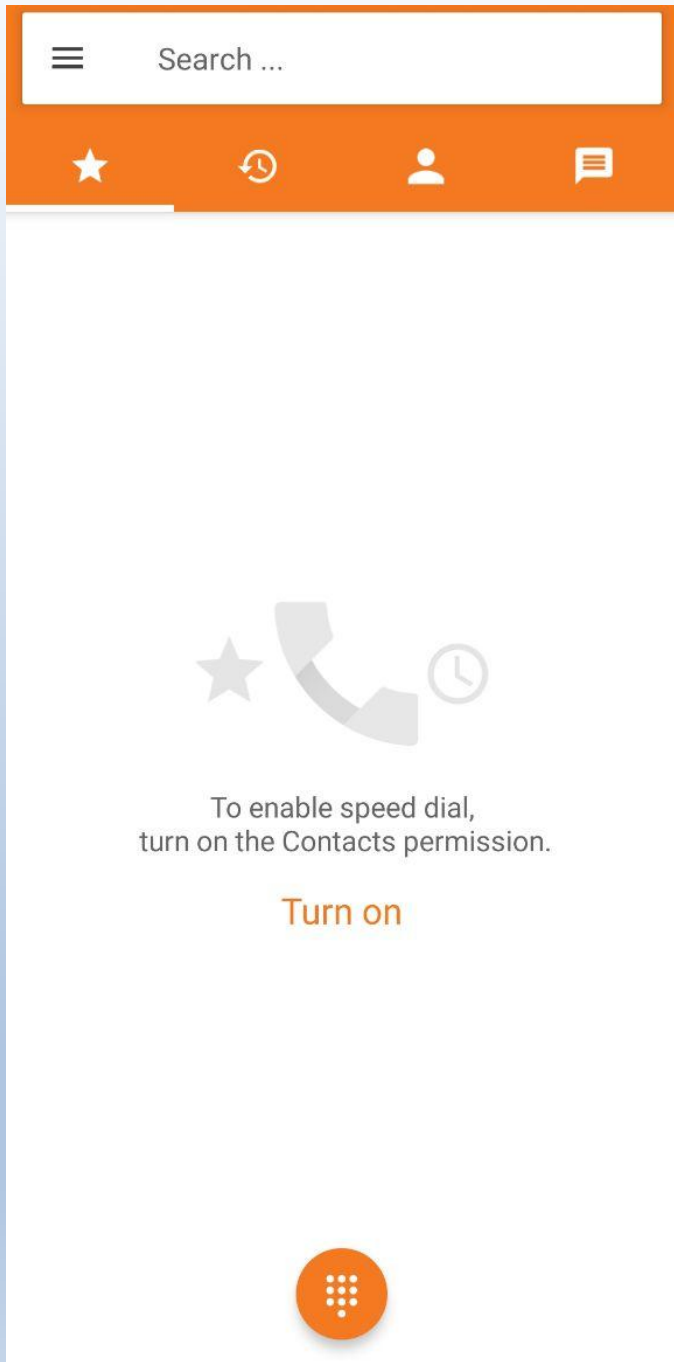 Search ...
To enable speed dial,
turn on the Contacts permission.
Turn on